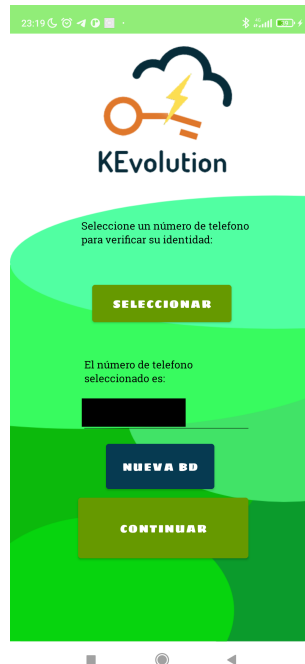 23:19
KEvolution
Seleccione un número de telefono
para verificar su identidad:
SELECCIONAR
El número de telefono
seleccionado es:
NUEVA BD
CONTINUAR